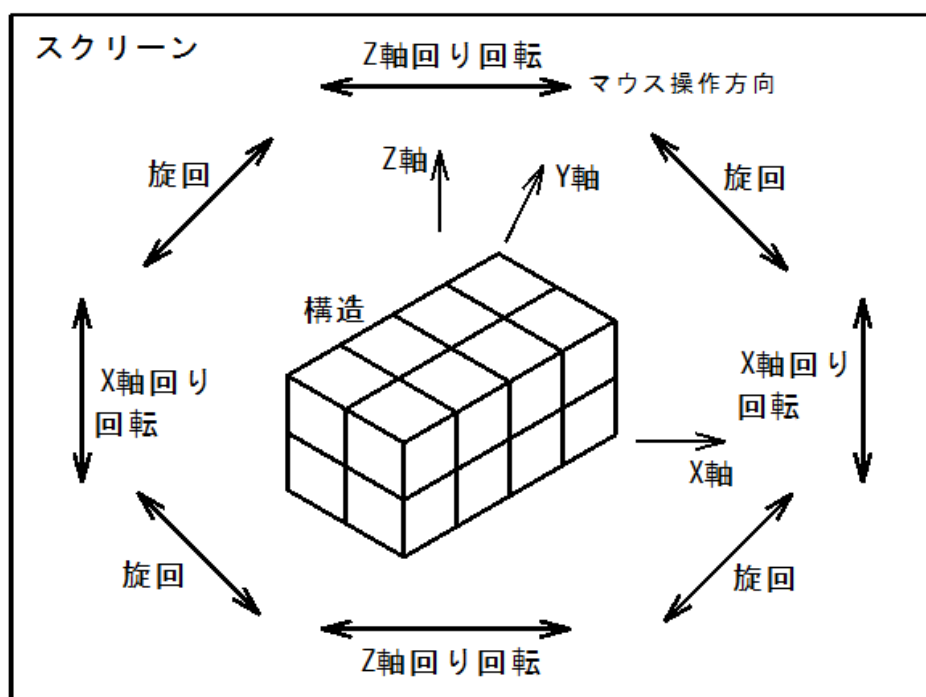 スクリーン
Z軸回り回転
マウス操作方向
Z軸
Y軸
旋回
旋回
構造
X軸回り
回転
X軸回り
回転
X軸
旋回
旋回
Z軸回り回転